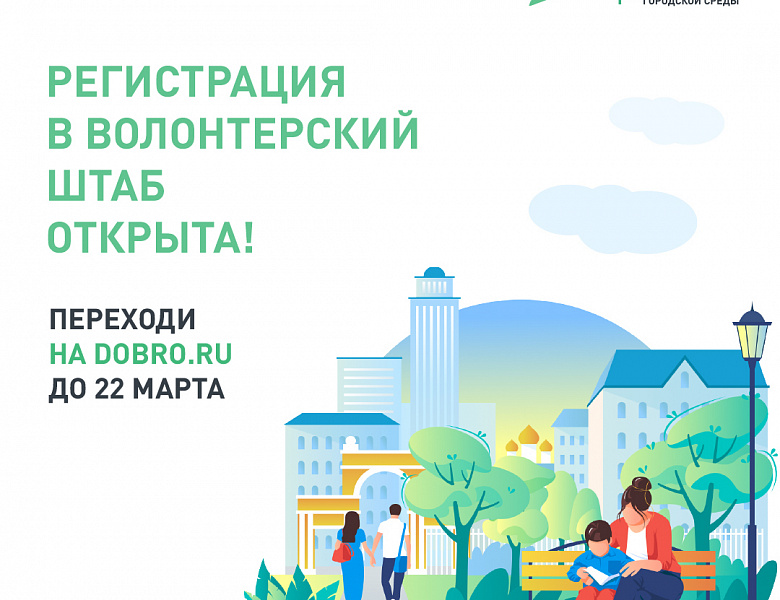 ГОРОДСКОЙ СРЕДЫ
РЕГИСТРАЦИЯ
В ВОЛОНТЕРСКИЙ
ШТАБ
ОТКРЫТА!
ПЕРЕХОДИ
НА DOBRO.RU
ДО 22 МАРТА